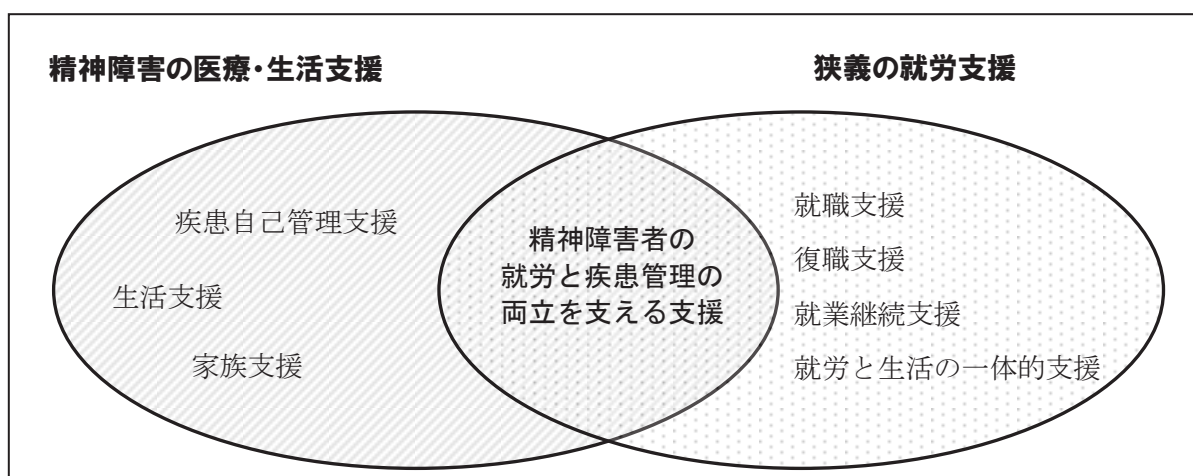 精神障害の医療・生活支援
狭義の就労支援
疾患自己管理支援
生活支援
家族支援
精神障害者の
就労と疾患管理の
両立を支える支援
就職支援
復職支援
就業継続支援
就労と生活の一体的支援